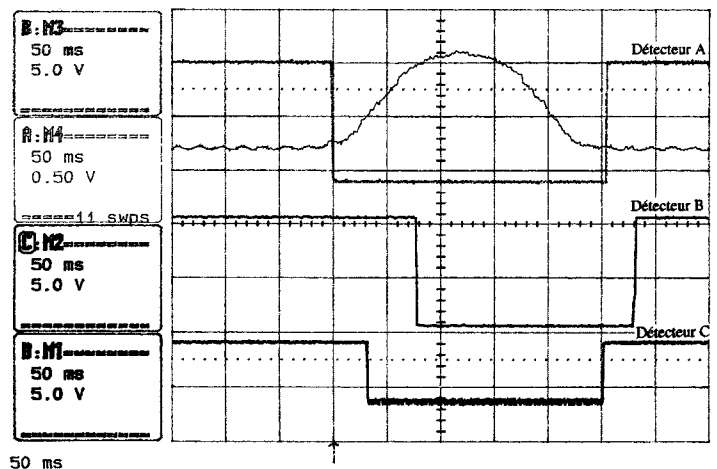 B:M3
50 ms
5.0 V
A:M4
50 ms
0.50 V
11 swps
C:M2
50 ms
5.0 V
B:M1
50 ms
5.0 V
50 ms
Détecteur A
Détecteur B
Détecteur C